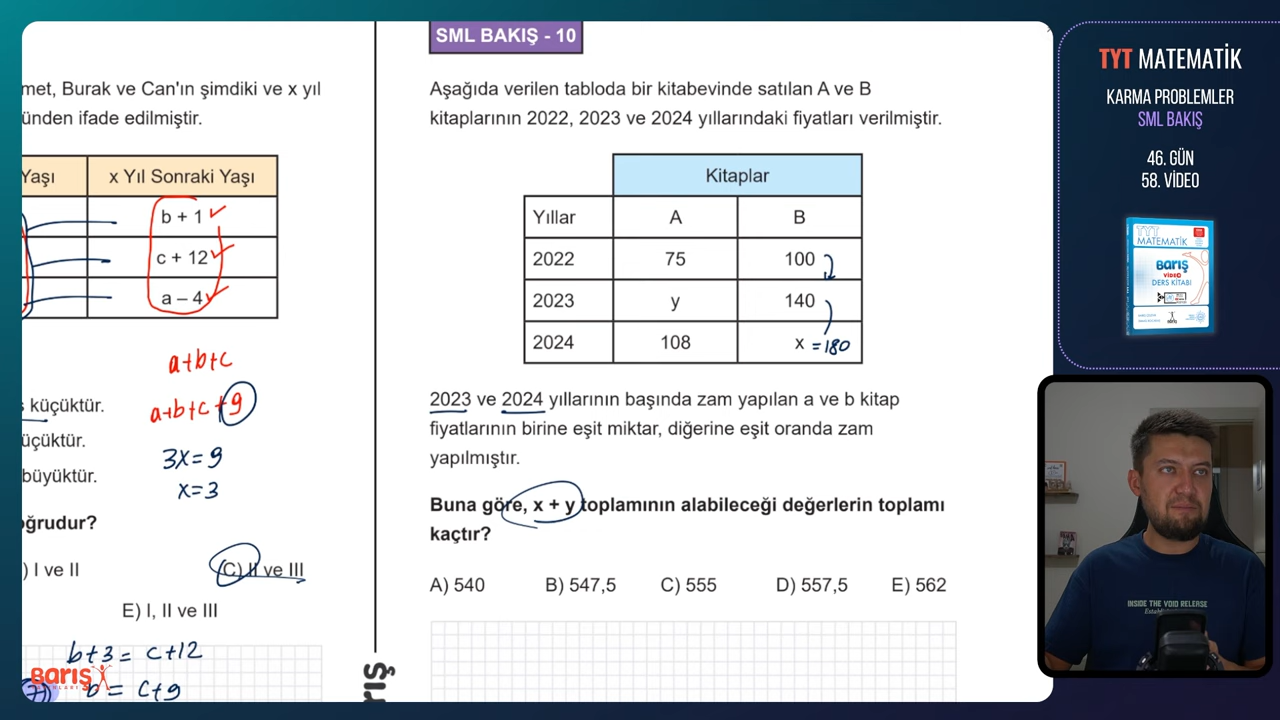 met, Burak ve Can'ın şimdiki ve x yıl
ünden ifade edilmiştir.
Yaşı
x Yıl Sonraki Yaşı
b + 1
c + 12
a – 4
a+b+c
a+b+c+9
3x=9
x=3
küçüktür.
üçüktür.
büyüktür.
oğrudur?
) I ve II
C) II ve III
E) I, II ve III
b+3 = c+12
b = c+9
BARIŞ
SML BAKIŞ - 10
Aşağıda verilen tabloda bir kitabevinde satılan A ve B
kitaplarının 2022, 2023 ve 2024 yıllarındaki fiyatları verilmiştir.
Kitaplar
Yıllar A B
2022 75 100
2023 y 140
2024 108 x =180
2023 ve 2024 yıllarının başında zam yapılan a ve b kitap
fiyatlarının birine eşit miktar, diğerine eşit oranda zam
yapılmıştır.
Buna göre, x + y toplamının alabileceği değerlerin toplamı
kaçtır?
A) 540 B) 547,5 C) 555 D) 557,5 E) 562
RIŞ
TYT MATEMATİK
KARMA PROBLEMLER
SML BAKIŞ
46. GÜN
58. VİDEO
TYT
MATEMATİK
BARIŞ
VİDEO
DERS KİTABI
INSIDE THE VOID RELEASE